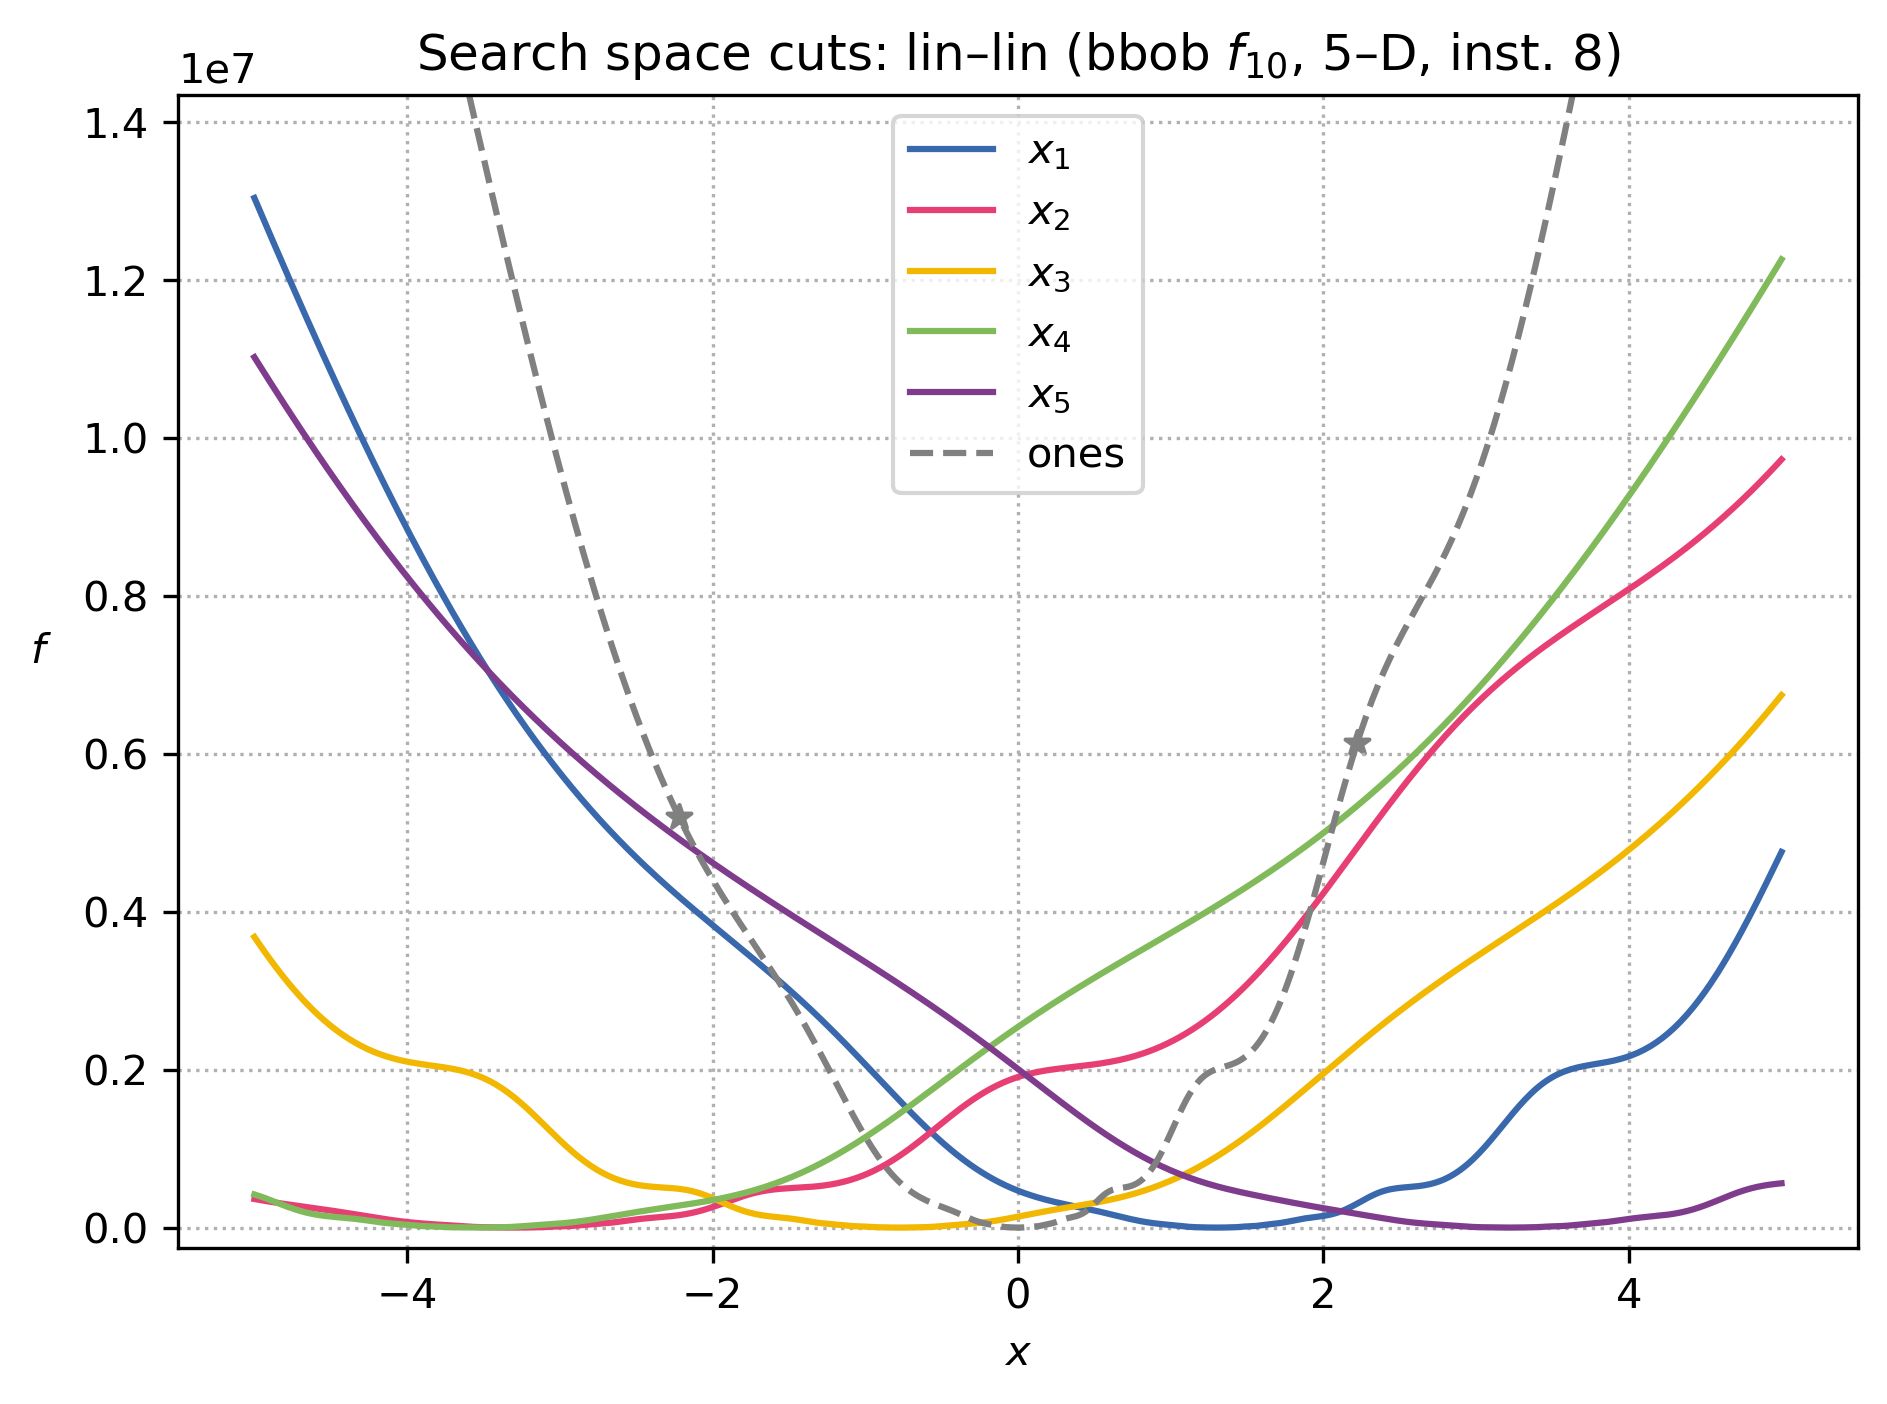 Search space cuts: lin–lin (bbob f₁₀, 5–D, inst. 8)
1e7
1.4
1.2
1.0
0.8
0.6
0.4
0.2
0.0
f
x₁
x₂
x₃
x₄
x₅
ones
−4
−2
0
2
4
x